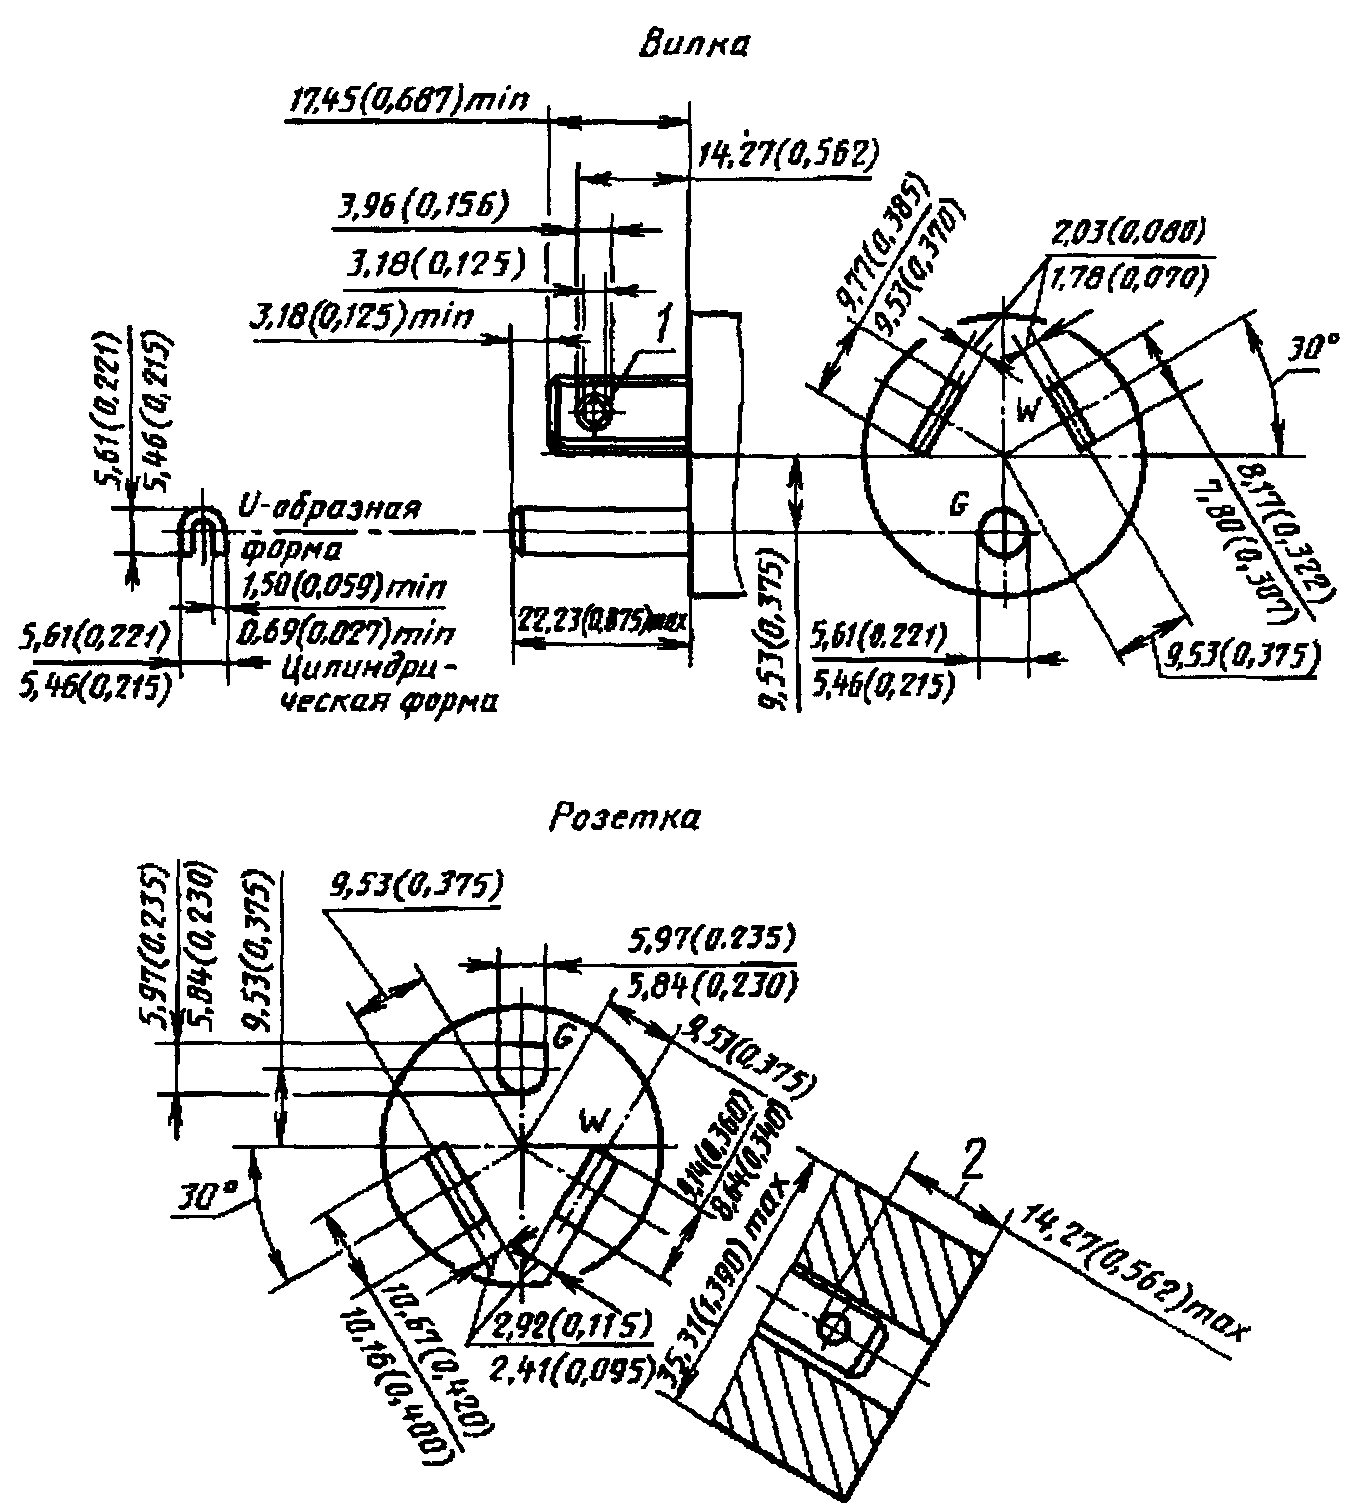 Вилка
17,45(0,687)min
14,27(0,562)
3,96(0,156)
3,18(0,125)
3,18(0,125)min
1
5,61(0,221)
5,46(0,215)
U-образная
форма
1,50(0,059)min
0,69(0,027)min
Цилиндри-
ческая форма
5,61(0,221)
5,46(0,215)
22,23(0,875)max
9,53(0,375)
9,77(0,385)
9,53(0,370)
2,03(0,080)
1,78(0,070)
30°
W
G
8,17(0,322)
7,80(0,307)
5,61(0.221)
5,46(0,215)
9,53(0,375)
Розетка
5,97(0.235)
5,84(0,230)
9,53(0,375)
9,53(0,375)
5,97(0.235)
5,84(0,230)
G
9,53(0,375)
W
9,14(0,360)
8,64(0,340)
30°
10,67(0,420)
10,16(0,400)
2,92(0,115)
2,41(0,095)
35,31(1,390)max
2
14,27(0,562)max